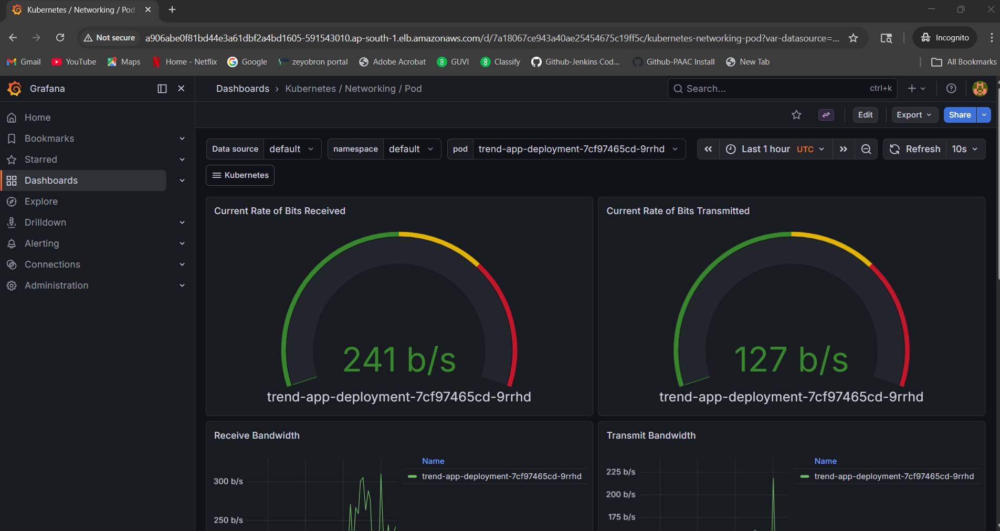 Kubernetes / Networking / Pod
Not secure a906abe0f81bd44e3a61dbf2a4bd1605-591543010.ap-south-1.elb.amazonaws.com/d/7a18067ce943a40ae25454675c19ff5c/kubernetes-networking-pod?var-datasource=... Incognito
Gmail YouTube Maps Home - Netflix Google zeyobron portal Adobe Acrobat GUVI Classify Github-Jenkins Cod... Github-PAAC Install New Tab All Bookmarks
Grafana
Dashboards › Kubernetes / Networking / Pod
Search... ctrl+k
Home
Bookmarks
Starred
Dashboards
Explore
Drilldown
Alerting
Connections
Administration
Edit Export Share
Data source default namespace default pod trend-app-deployment-7cf97465cd-9rrhd Last 1 hour UTC Refresh 10s
Kubernetes
Current Rate of Bits Received
241 b/s
trend-app-deployment-7cf97465cd-9rrhd
Current Rate of Bits Transmitted
127 b/s
trend-app-deployment-7cf97465cd-9rrhd
Receive Bandwidth
300 b/s
250 b/s
Name
trend-app-deployment-7cf97465cd-9rrhd
Transmit Bandwidth
225 b/s
200 b/s
175 b/s
Name
trend-app-deployment-7cf97465cd-9rrhd